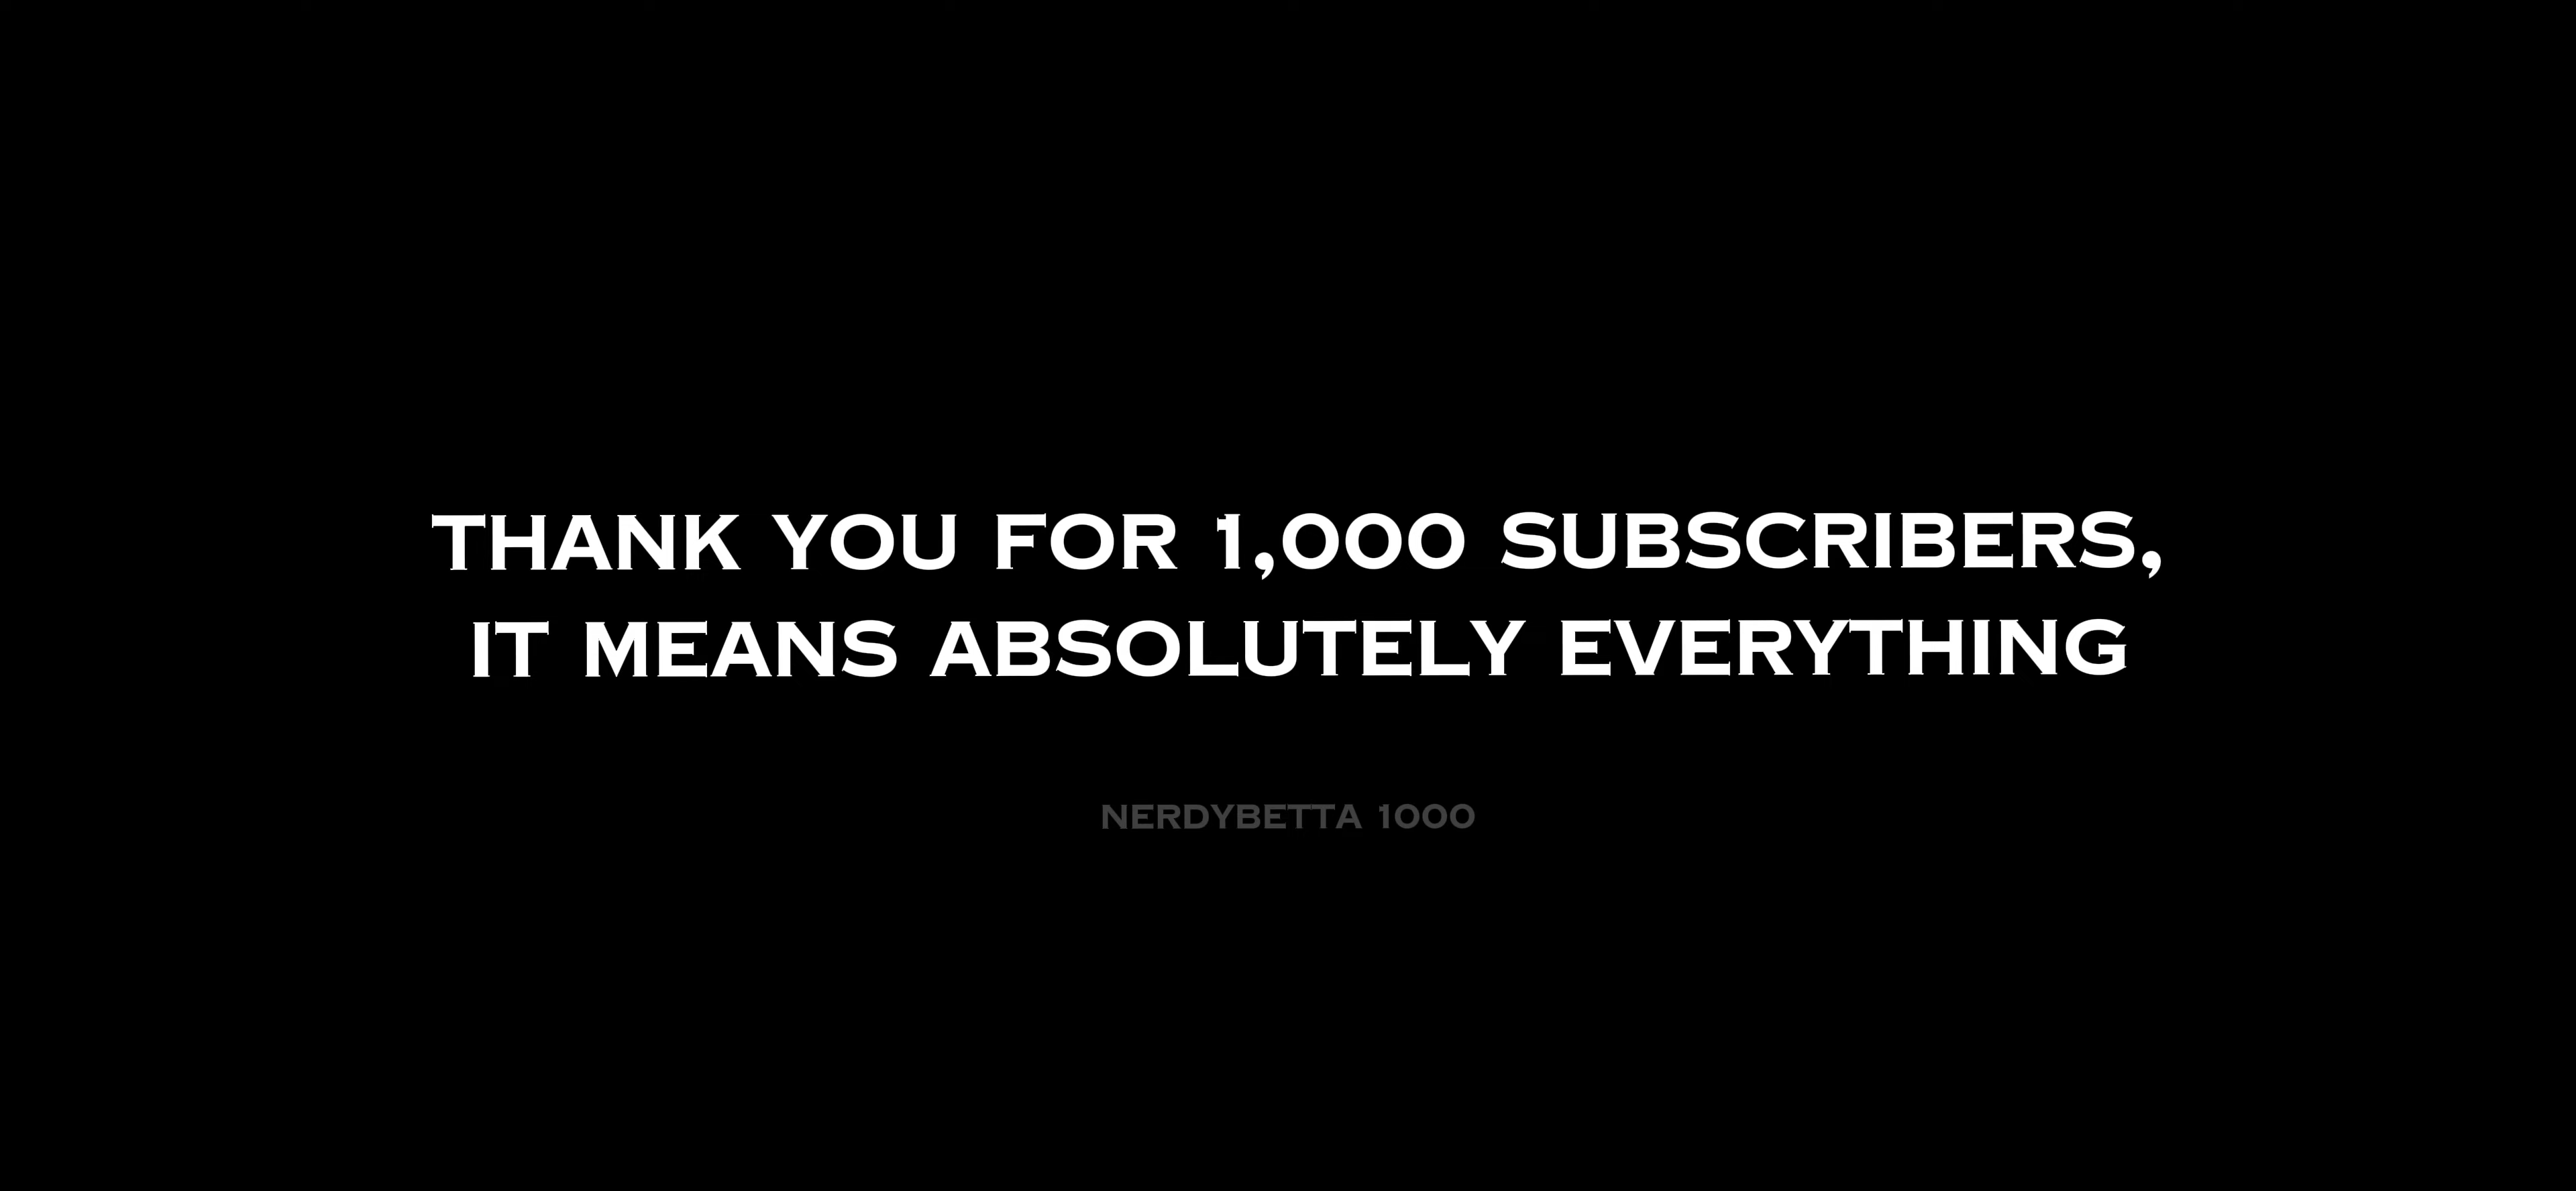 THANK YOU FOR 1,000 SUBSCRIBERS,
IT MEANS ABSOLUTELY EVERYTHING
NERDYBETTA 1000